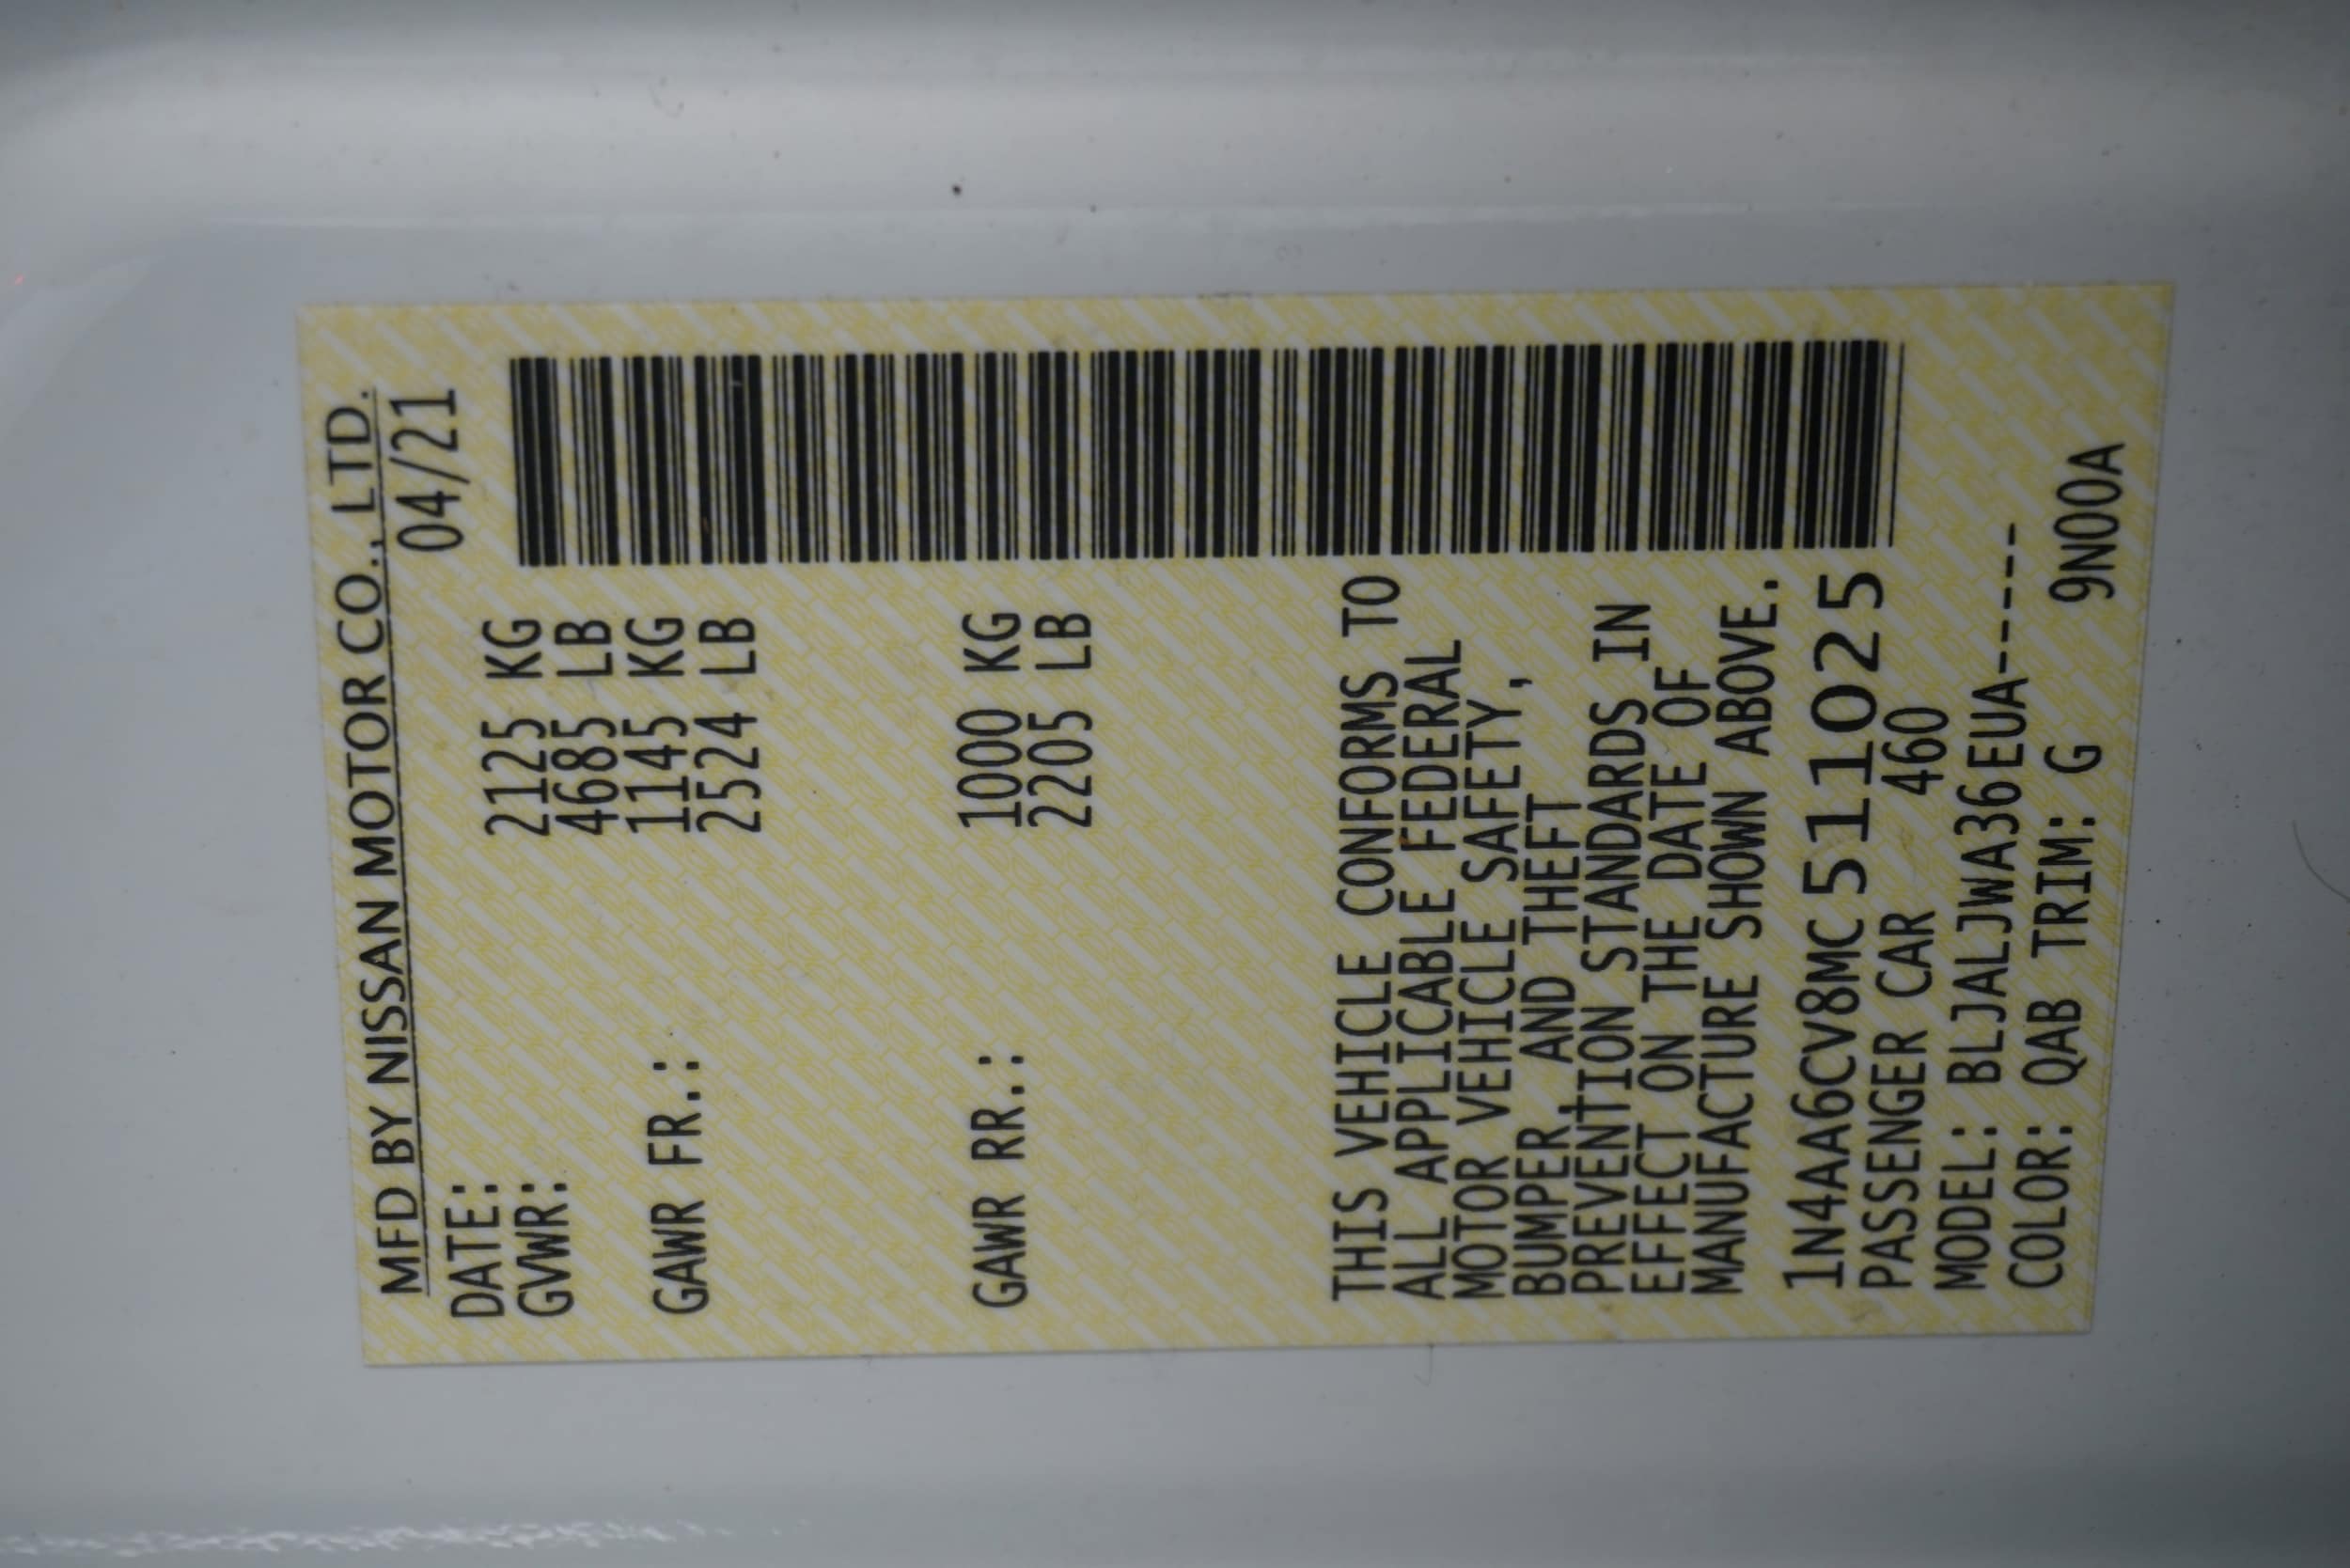 MFD BY NISSAN MOTOR CO., LTD.
DATE: 04/21
GVWR: 2125 KG
4685 LB
GAWR FR.: 1145 KG
2524 LB
GAWR RR.: 1000 KG
2205 LB
THIS VEHICLE CONFORMS TO
ALL APPLICABLE FEDERAL
MOTOR VEHICLE SAFETY,
BUMPER, AND THEFT
PREVENTION STANDARDS IN
EFFECT ON THE DATE OF
MANUFACTURE SHOWN ABOVE.
1N4AA6CV8MC511025
PASSENGER CAR 460
MODEL: BLJALJWA36EUA-----
COLOR: QAB TRIM: G 9N00A